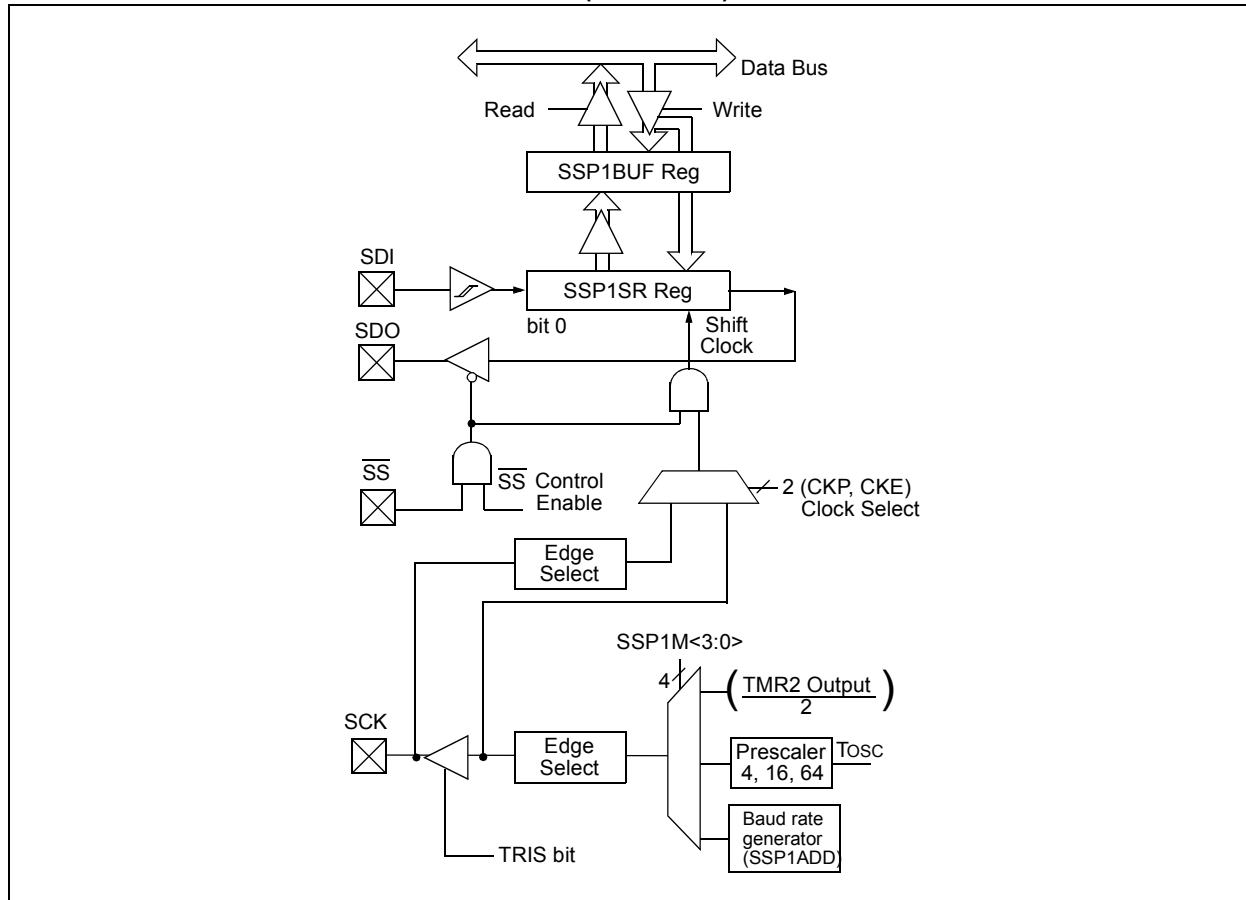 Data Bus
Read
Write
SSP1BUF Reg
SDI
SSP1SR Reg
bit 0
Shift
Clock
SDO
SS
SS Control
Enable
2 (CKP, CKE)
Clock Select
Edge
Select
SSP1M<3:0>
4
( TMR2 Output )
2
SCK
Edge
Select
Prescaler
4, 16, 64
TOSC
Baud rate
generator
(SSP1ADD)
TRIS bit